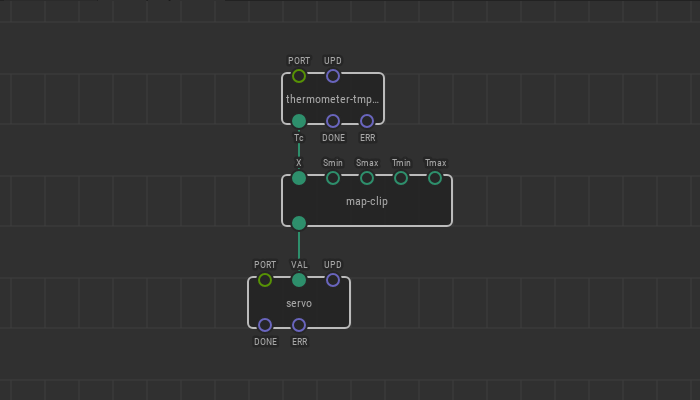 PORT UPD
thermometer-tmp...
Tc DONE ERR
X Smin Smax Tmin Tmax
map-clip
PORT VAL UPD
servo
DONE ERR